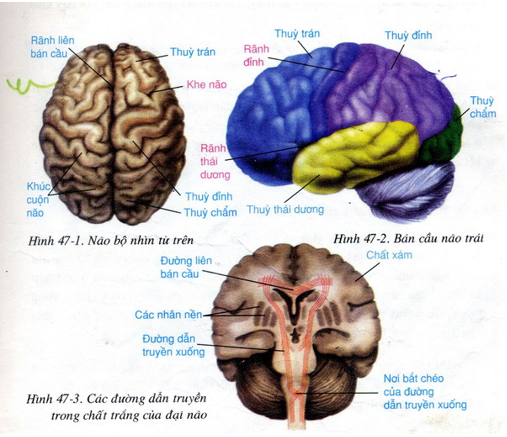 Rãnh liên
bán cầu
Thuỳ trán
Khe não
Khúc
cuộn
não
Thuỳ đỉnh
Thuỳ chẩm
Hình 47-1. Não bộ nhìn từ trên
Thuỳ trán
Rãnh
đỉnh
Thuỳ đỉnh
Thuỳ
chẩm
Rãnh
thái
dương
Thuỳ thái dương
Hình 47-2. Bán cầu não trái
Đường liên
bán cầu
Chất xám
Các nhân nền
Đường dẫn
truyền xuống
Nơi bắt chéo
của đường
dẫn truyền xuống
Hình 47-3. Các đường dẫn truyền
trong chất trắng của đại não